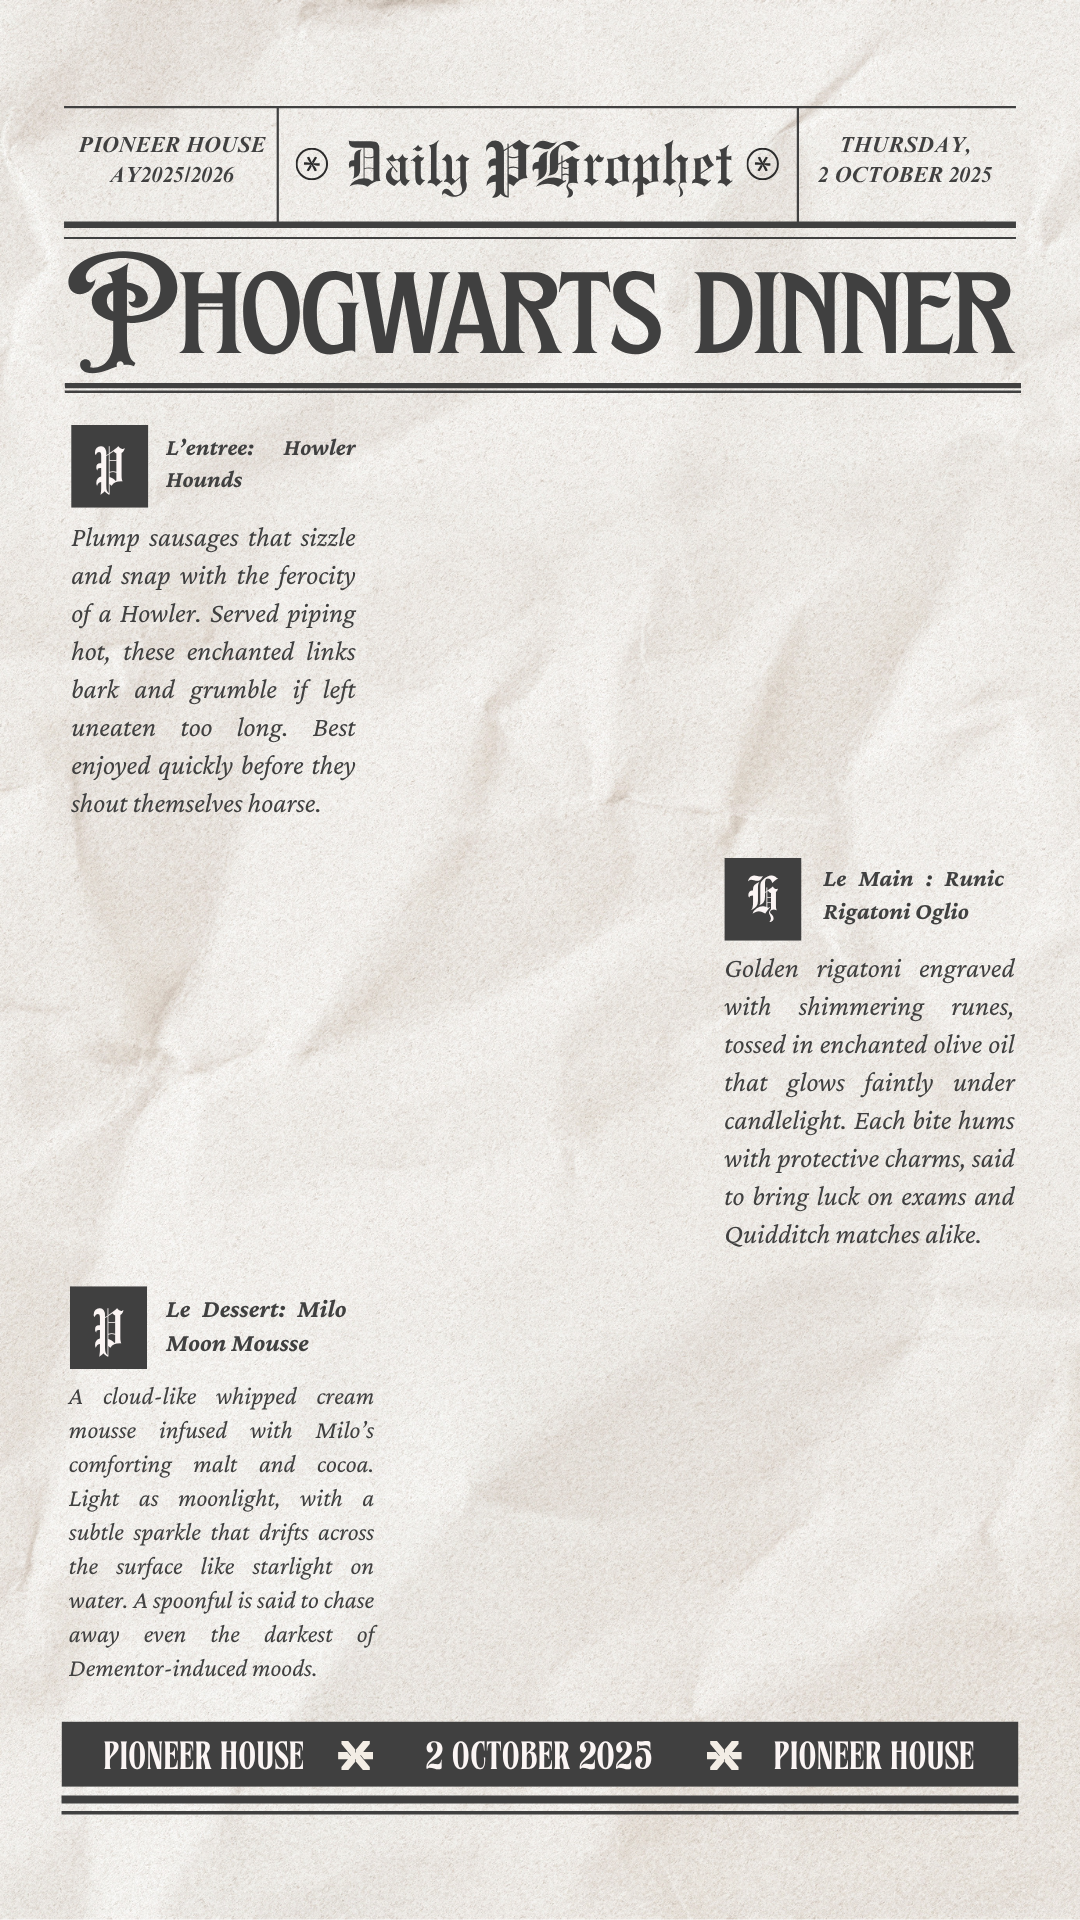 PIONEER HOUSE
AY2025/2026
Daily PHrophet
THURSDAY,
2 OCTOBER 2025
PHOGWARTS DINNER
P
L’entree: Howler
Hounds
Plump sausages that sizzle
and snap with the ferocity
of a Howler. Served piping
hot, these enchanted links
bark and grumble if left
uneaten too long. Best
enjoyed quickly before they
shout themselves hoarse.
H
Le Main : Runic
Rigatoni Oglio
Golden rigatoni engraved
with shimmering runes,
tossed in enchanted olive oil
that glows faintly under
candlelight. Each bite hums
with protective charms, said
to bring luck on exams and
Quidditch matches alike.
P
Le Dessert: Milo
Moon Mousse
A cloud-like whipped cream
mousse infused with Milo’s
comforting malt and cocoa.
Light as moonlight, with a
subtle sparkle that drifts across
the surface like starlight on
water. A spoonful is said to chase
away even the darkest of
Dementor-induced moods.
PIONEER HOUSE 2 OCTOBER 2025 PIONEER HOUSE